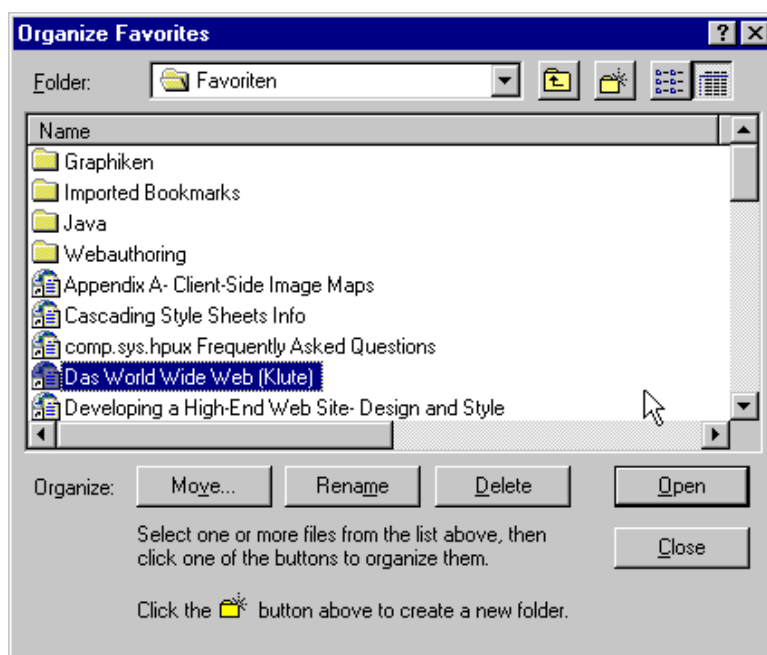 Organize Favorites
Folder: Favoriten
Name
Graphiken
Imported Bookmarks
Java
Webauthoring
Appendix A- Client-Side Image Maps
Cascading Style Sheets Info
comp.sys.hpux Frequently Asked Questions
Das World Wide Web (Klute)
Developing a High-End Web Site- Design and Style
Organize: Move... Rename Delete Open
Select one or more files from the list above, then
click one of the buttons to organize them.
Close
Click the button above to create a new folder.